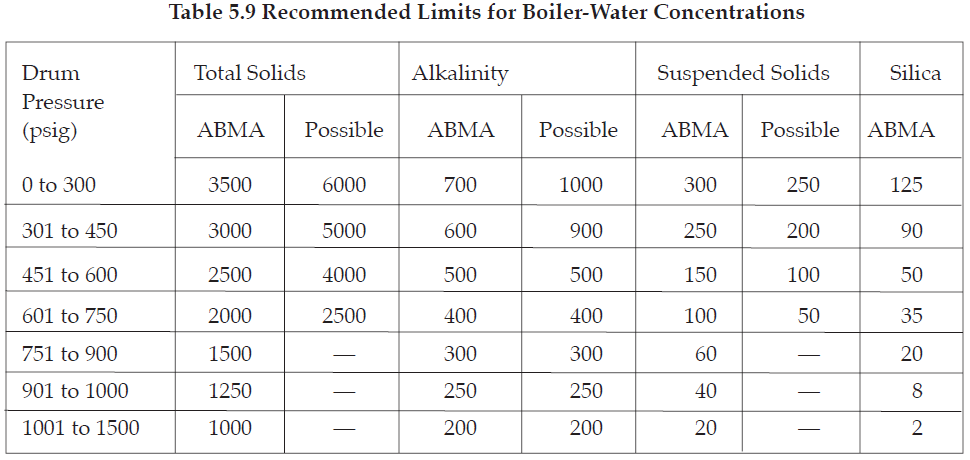 Table 5.9 Recommended Limits for Boiler-Water Concentrations
Drum Pressure (psig) Total Solids Alkalinity Suspended Solids Silica
ABMA Possible ABMA Possible ABMA Possible ABMA
0 to 300 3500 6000 700 1000 300 250 125
301 to 450 3000 5000 600 900 250 200 90
451 to 600 2500 4000 500 500 150 100 50
601 to 750 2000 2500 400 400 100 50 35
751 to 900 1500 — 300 300 60 — 20
901 to 1000 1250 — 250 250 40 — 8
1001 to 1500 1000 — 200 200 20 — 2